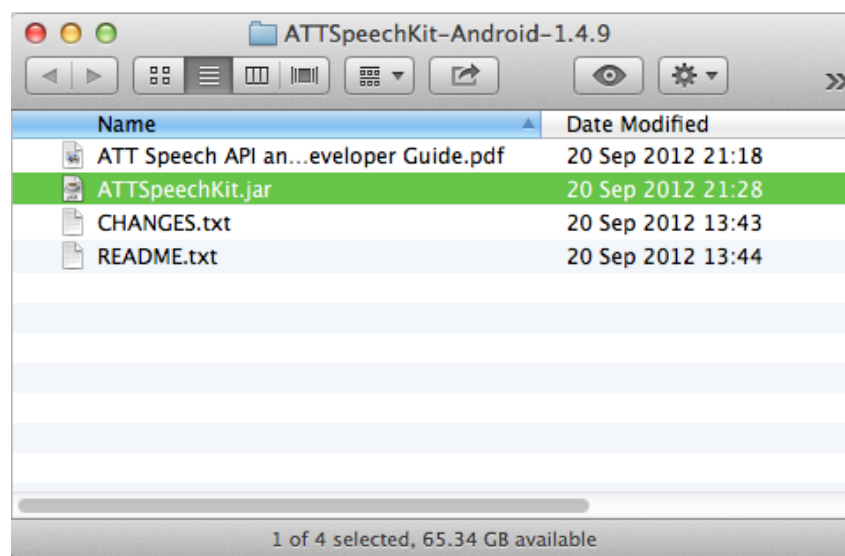 ATTSpeechKit-Android-1.4.9
Name Date Modified
ATT Speech API an...eveloper Guide.pdf 20 Sep 2012 21:18
ATTSpeechKit.jar 20 Sep 2012 21:28
CHANGES.txt 20 Sep 2012 13:43
README.txt 20 Sep 2012 13:44
1 of 4 selected, 65.34 GB available